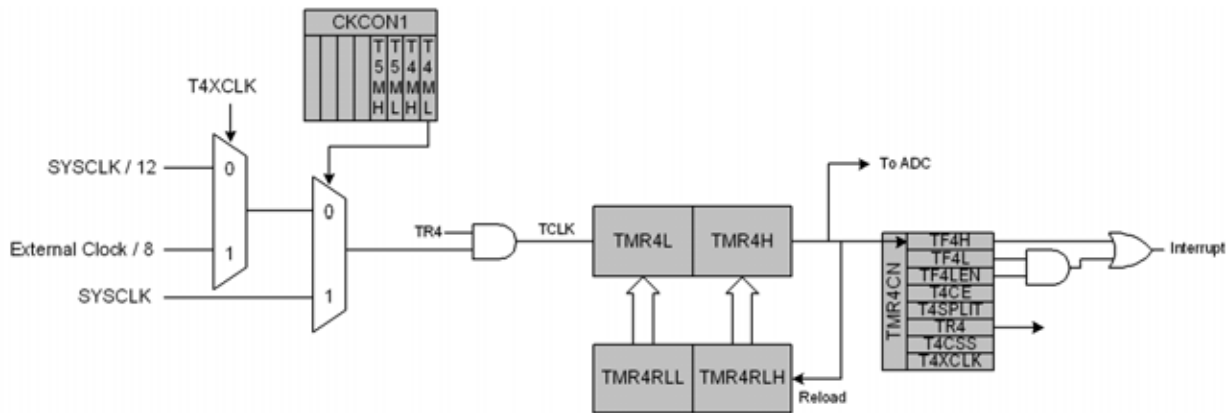 CKCON1
T5MH
T5ML
T4MH
T4ML
T4XCLK
SYSCLK / 12
0
External Clock / 8
1
SYSCLK
0
1
TR4
TCLK
TMR4L
TMR4H
To ADC
TMR4RLL
TMR4RLH
Reload
TMR4CN
TF4H
TF4L
TF4LEN
T4CE
T4SPLIT
TR4
T4CSS
T4XCLK
Interrupt